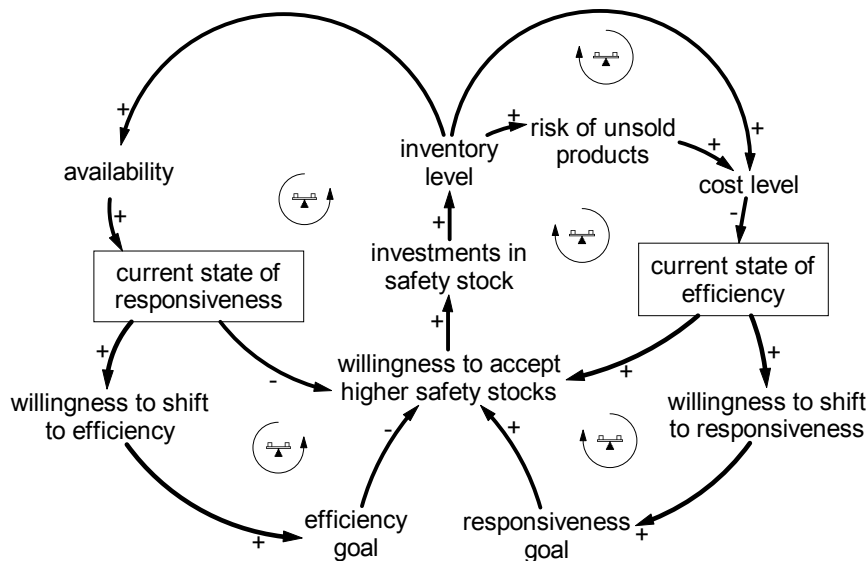 +
+
+
+
+
risk of unsold
products
availability
inventory
level
cost level
+
+
-
current state of
responsiveness
investments in
safety stock
current state of
efficiency
+
+
-
willingness to accept
higher safety stocks
+
+
willingness to shift
to efficiency
willingness to shift
to responsiveness
-
+
efficiency
goal
responsiveness
goal
+
+